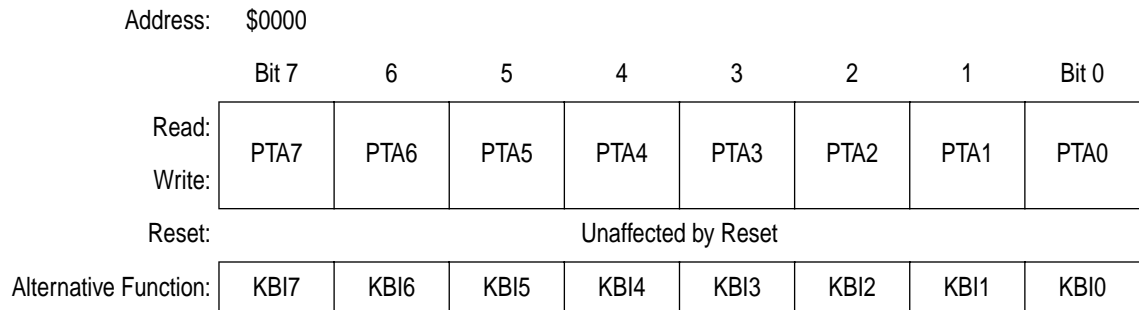 Address: $0000
Bit 7 6 5 4 3 2 1 Bit 0
Read:
PTA7 PTA6 PTA5 PTA4 PTA3 PTA2 PTA1 PTA0
Write:
Reset: Unaffected by Reset
Alternative Function: KBI7 KBI6 KBI5 KBI4 KBI3 KBI2 KBI1 KBI0